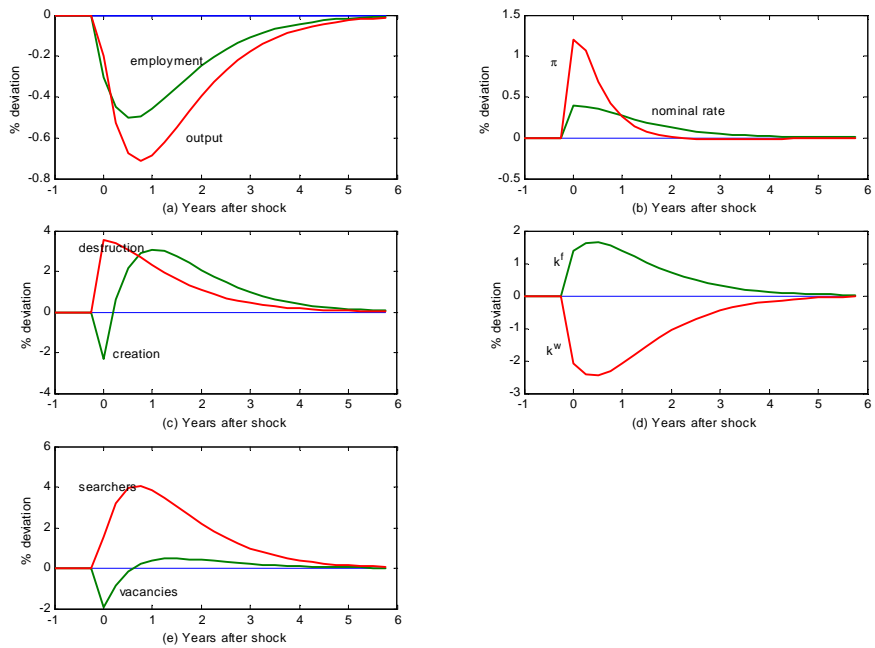 0
-0.2
-0.4
-0.6
-0.8
% deviation
employment
output
-1 0 1 2 3 4 5 6
(a) Years after shock
1.5
1
0.5
0
-0.5
% deviation
π
nominal rate
-1 0 1 2 3 4 5 6
(b) Years after shock
4
2
0
-2
-4
% deviation
destruction
creation
-1 0 1 2 3 4 5 6
(c) Years after shock
2
1
0
-1
-2
-3
% deviation
k^f
k^w
-1 0 1 2 3 4 5 6
(d) Years after shock
6
4
2
0
-2
% deviation
searchers
vacancies
-1 0 1 2 3 4 5 6
(e) Years after shock